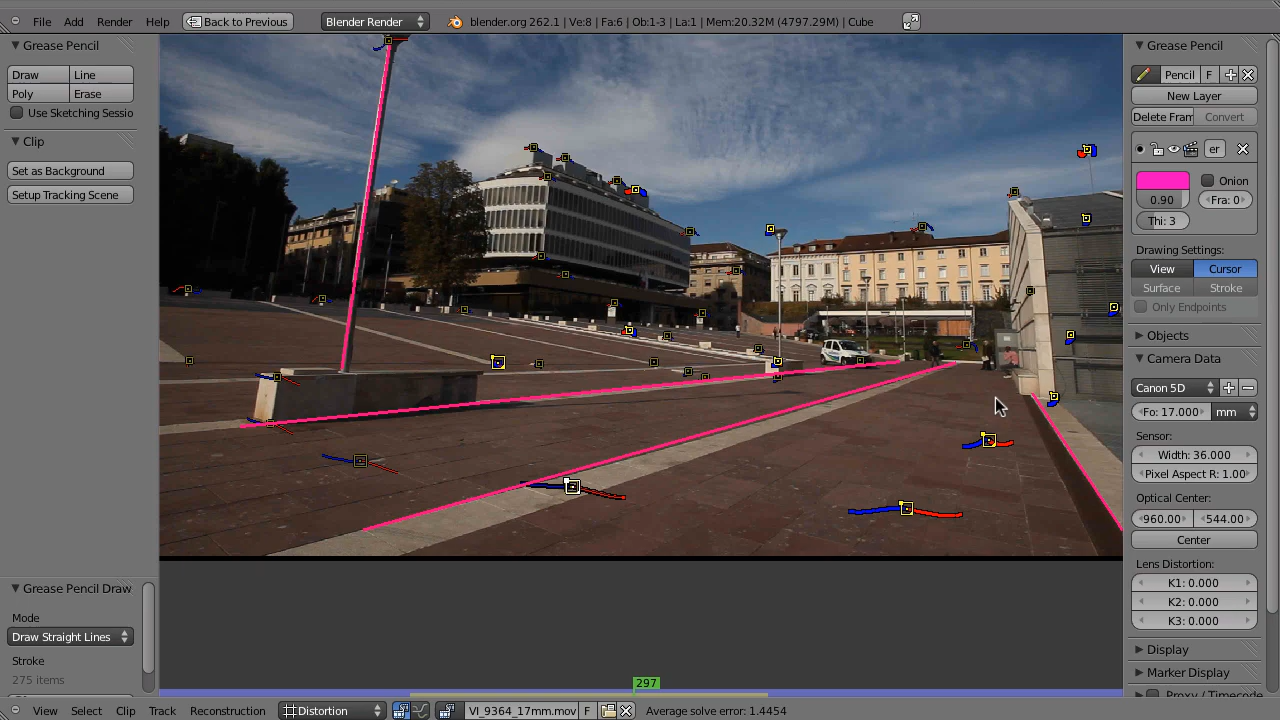 File Add Render Help Back to Previous Blender Render blender.org 262.1 | Ve:8 | Fa:6 | Ob:1-3 | La:1 | Mem:20.32M (4797.29M) | Cube
Grease Pencil
Draw Line
Poly Erase
Use Sketching Sessio
Clip
Set as Background
Setup Tracking Scene
Grease Pencil Draw
Mode
Draw Straight Lines
Stroke
275 items
Grease Pencil
Pencil F
New Layer
Delete Fram Convert
er
Onion
0.90 Fra: 0
Thi: 3
Drawing Settings:
View Cursor
Surface Stroke
Only Endpoints
Objects
Camera Data
Canon 5D
Fo: 17.000 mm
Sensor:
Width: 36.000
Pixel Aspect R: 1.00
Optical Center:
960.00 544.00
Center
Lens Distortion:
K1: 0.000
K2: 0.000
K3: 0.000
Display
Marker Display
Proxy / Timecode
297
View Select Clip Track Reconstruction Distortion VI_9364_17mm.mov F Average solve error: 1.4454